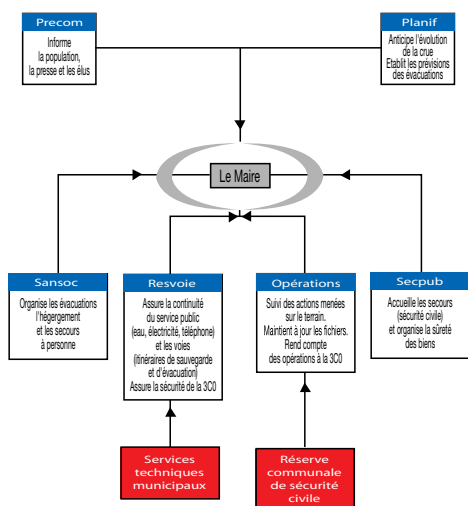 Precom
Informe
la population,
la presse et les élus
Planif
Anticipe l'évolution
de la crue
Etablit les prévisions
des évacuations
Le Maire
Sansoc
Organise les évacuations
l'hégergement
et les secours
à personne
Resvoie
Assure la continuité
du service public
(eau, électricité, téléphone)
et les voies
(itinéraires de sauvegarde
et d'évacuation)
Assure la sécurité de la 3C0
Opérations
Suivi des actions menées
sur le terrain.
Maintient à jour les fichiers.
Rend compte
des opérations à la 3C0
Secpub
Accueille les secours
(sécurité civile)
et organise la sûreté
des biens
Services
techniques
municipaux
Réserve
communale
de sécurité
civile